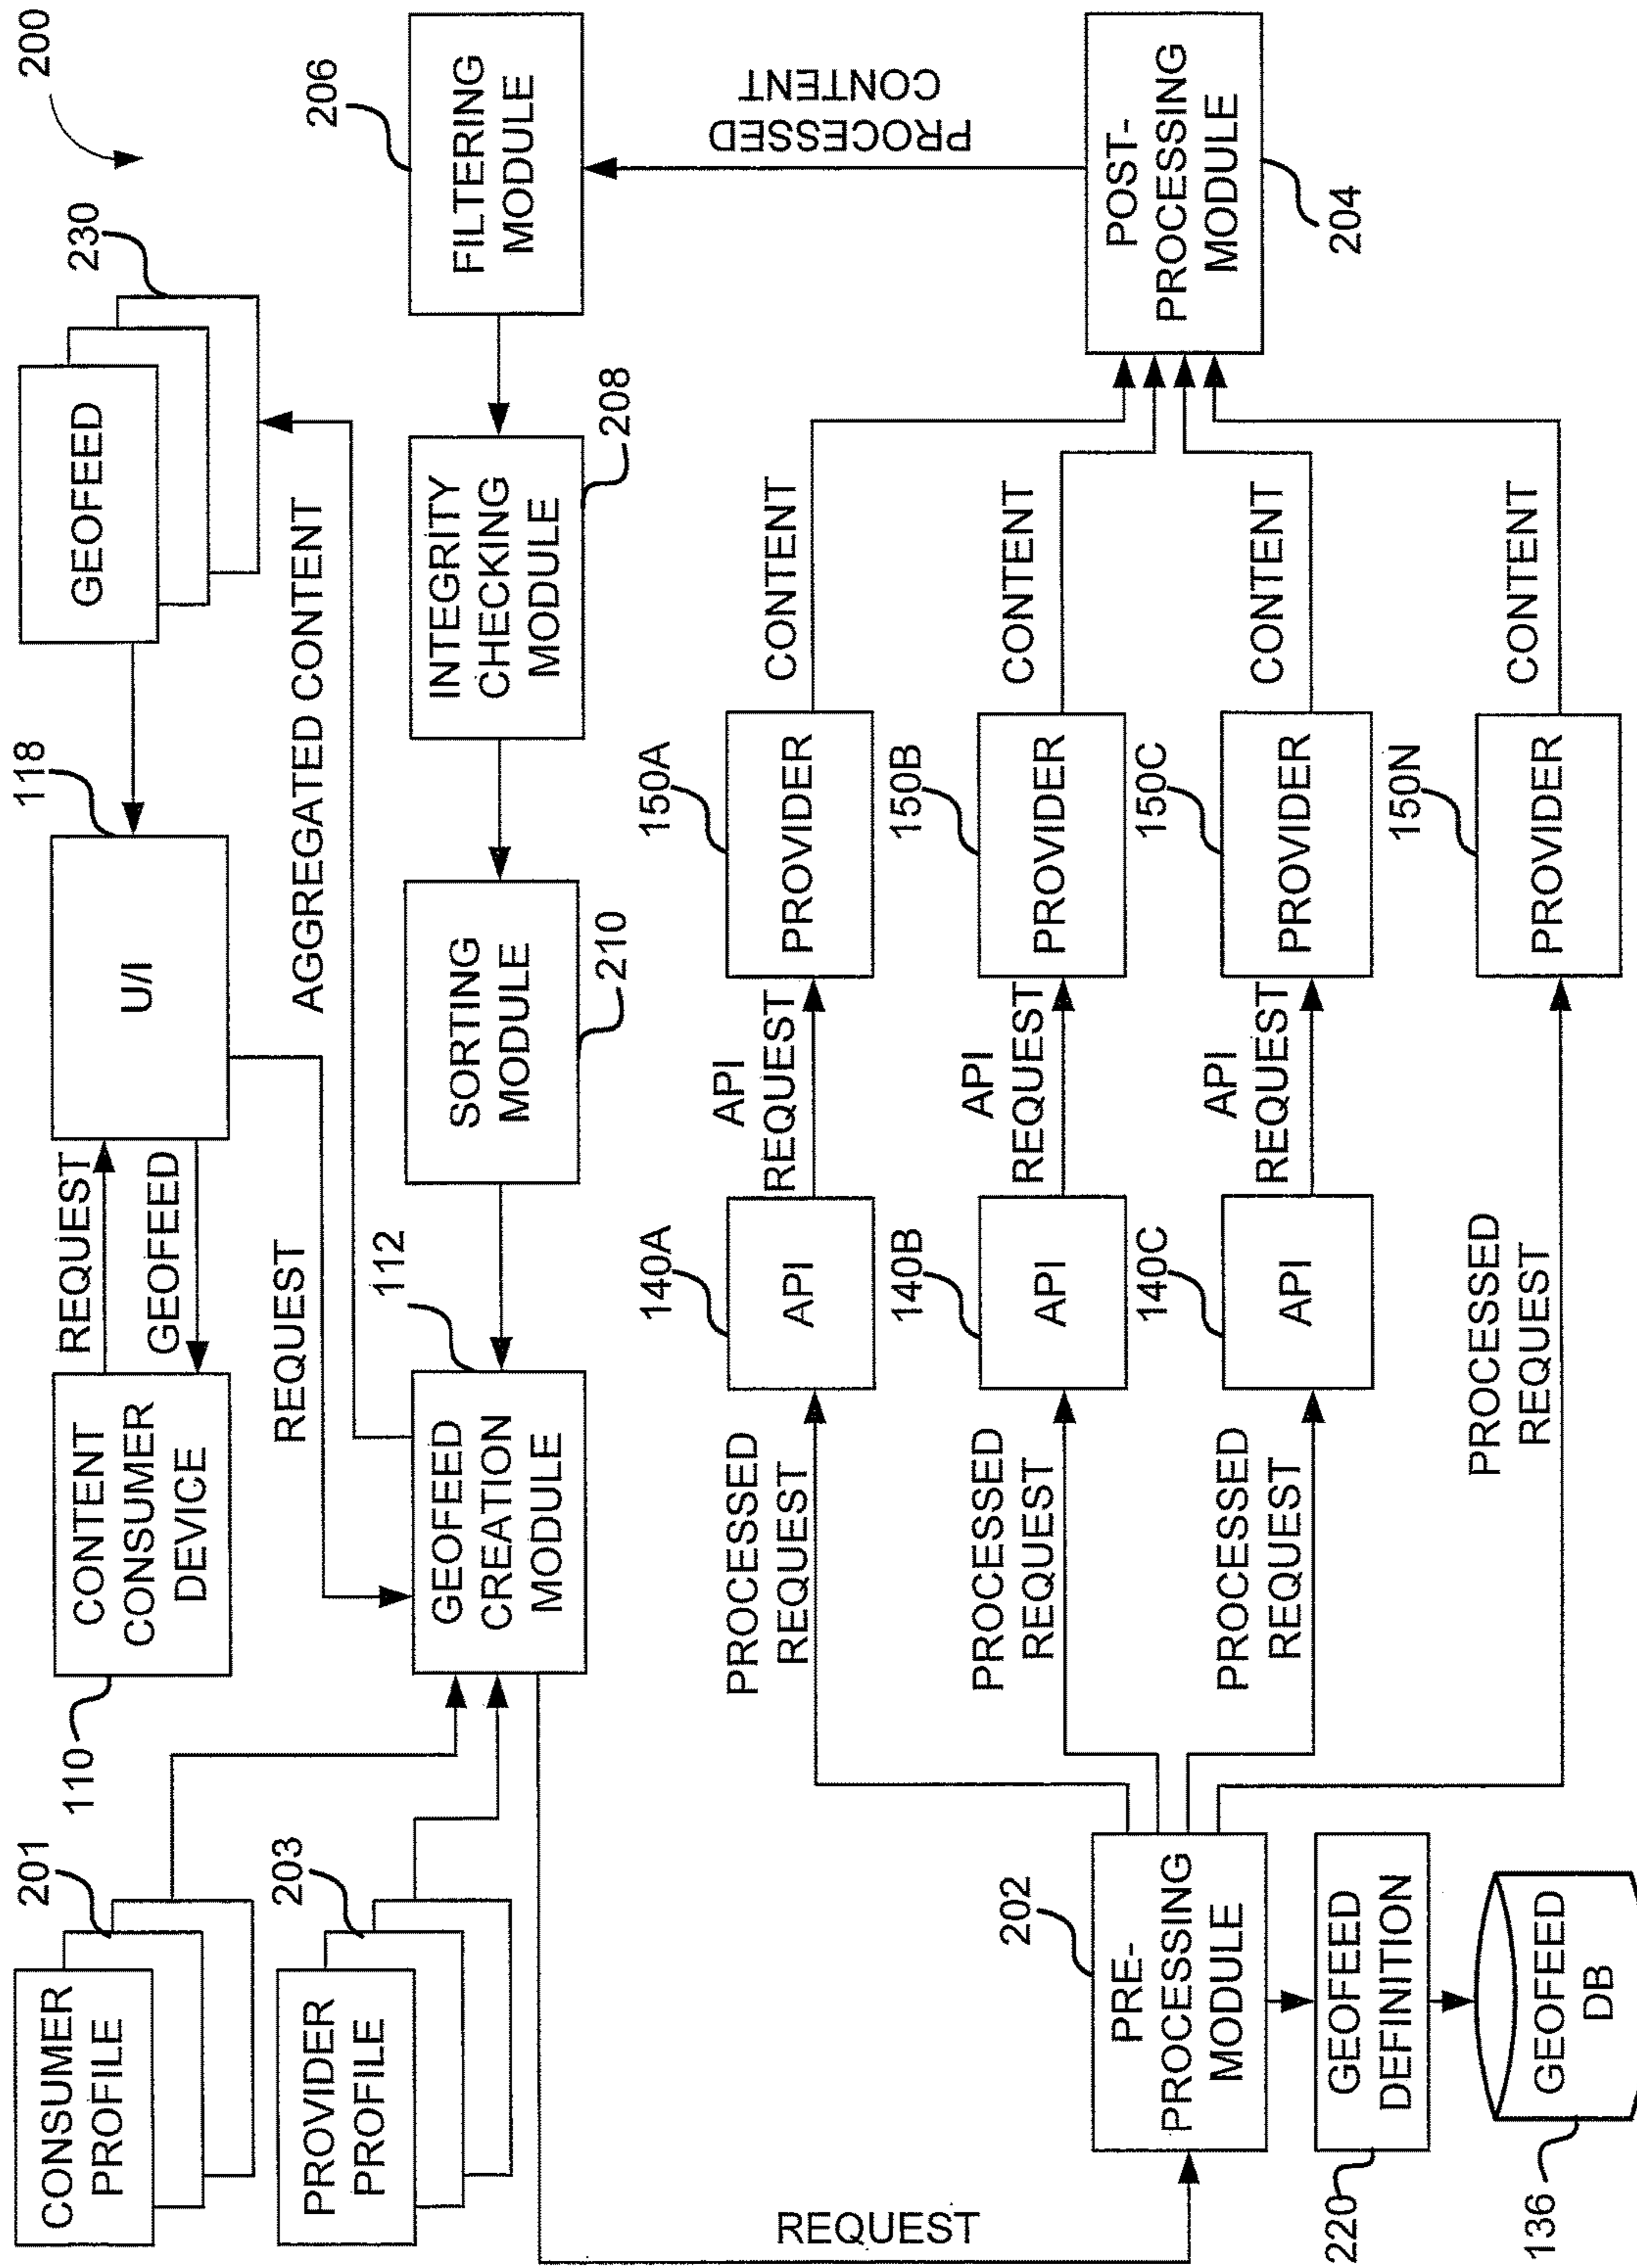 200
CONSUMER
PROFILE
201
PROVIDER
PROFILE
203
CONTENT
CONSUMER
DEVICE
110
REQUEST
GEOFEED
U/I
118
GEOFEED
230
REQUEST
AGGREGATED CONTENT
GEOFEED
CREATION
MODULE
112
SORTING
MODULE
210
INTEGRITY
CHECKING
MODULE
208
FILTERING
MODULE
206
PROCESSED
CONTENT
REQUEST
PRE-
PROCESSING
MODULE
202
GEOFEED
DEFINITION
220
GEOFEED
DB
136
PROCESSED
REQUEST
140A
API
API
REQUEST
150A
PROVIDER
CONTENT
PROCESSED
REQUEST
140B
API
API
REQUEST
150B
PROVIDER
CONTENT
PROCESSED
REQUEST
140C
API
API
REQUEST
150C
PROVIDER
CONTENT
PROCESSED
REQUEST
150N
PROVIDER
CONTENT
POST-
PROCESSING
MODULE
204